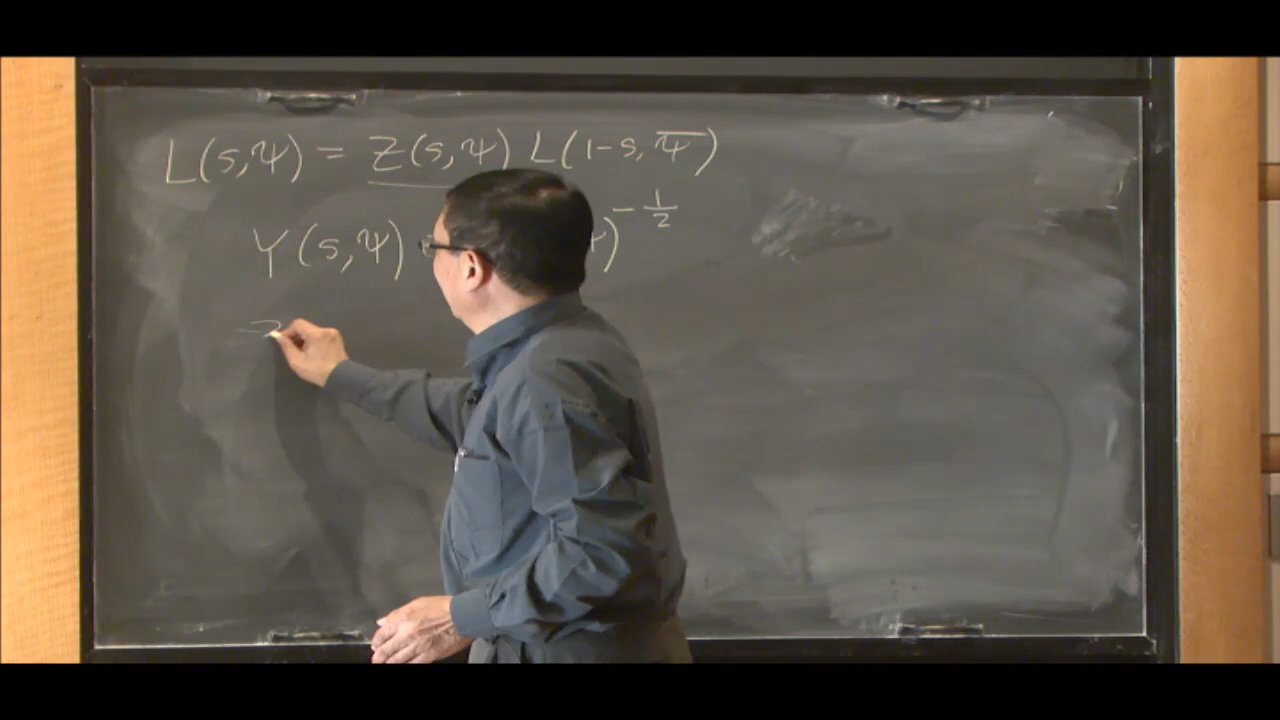 L(s,Ψ) = Z(s,Ψ) L(1-s, Ψ̅)
Y(s,Ψ) )^{-1/2}